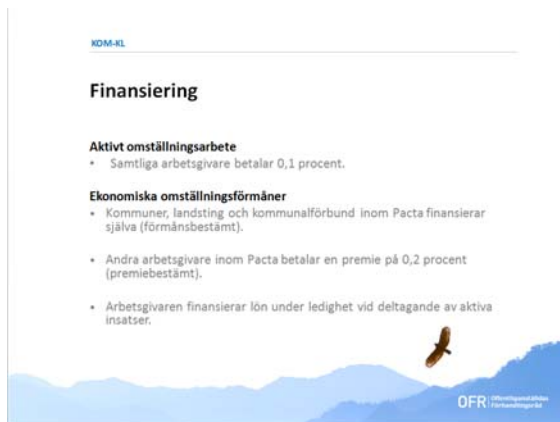 KOM-KL
Finansiering
Aktivt omställningsarbete
• Samtliga arbetsgivare betalar 0,1 procent.
Ekonomiska omställningsförmåner
• Kommuner, landsting och kommunalförbund inom Pacta finansierar
själva (förmånsbestämt).
• Andra arbetsgivare inom Pacta betalar en premie på 0,2 procent
(premiebestämt).
• Arbetsgivaren finansierar lön under ledighet vid deltagande av aktiva
insatser.
OFR Offentliganställdas
Förhandlingsråd